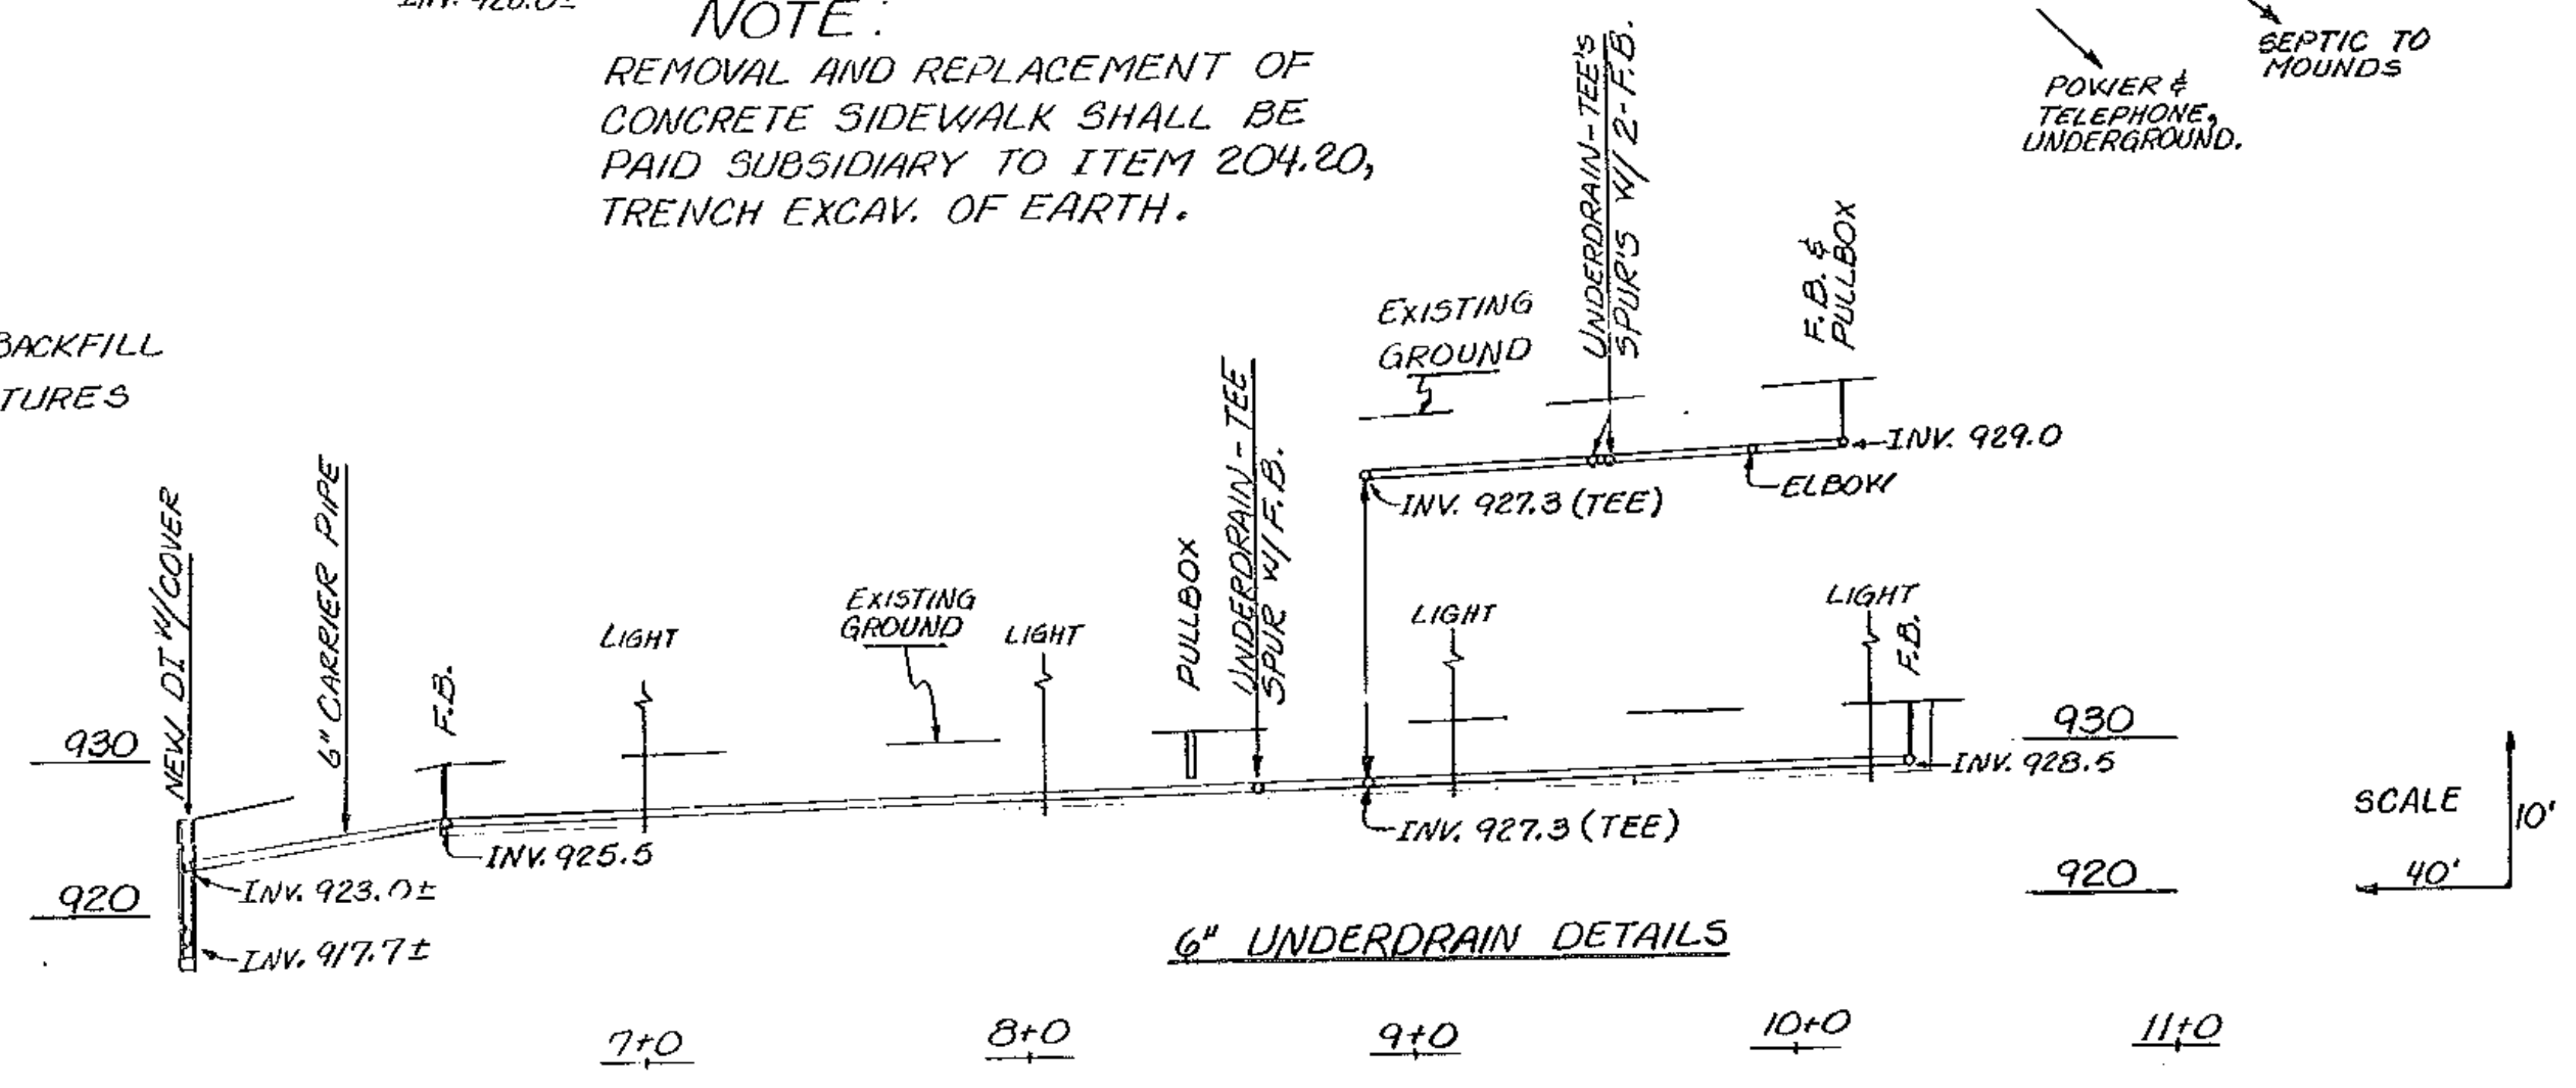 INV. 926.0±
NOTE:
REMOVAL AND REPLACEMENT OF
CONCRETE SIDEWALK SHALL BE
PAID SUBSIDIARY TO ITEM 204.20,
TRENCH EXCAV. OF EARTH.
SEPTIC TO
MOUNDS
POWER &
TELEPHONE,
UNDERGROUND.
BACKFILL
TURES
NEW DI W/COVER
6" CARRIER PIPE
F.B.
LIGHT
EXISTING
GROUND
LIGHT
PULLBOX
UNDERDRAIN-TEE
SPUR W/ F.B.
EXISTING
GROUND
UNDERDRAIN-TEE'S
SPUR'S W/ 2-F.B.
F.B. &
PULLBOX
INV. 929.0
ELBOW
INV. 927.3 (TEE)
LIGHT
LIGHT
F.B.
930
930
INV. 928.5
INV. 927.3 (TEE)
INV. 925.5
INV. 923.0±
920
920
INV. 917.7±
SCALE
10'
40'
6" UNDERDRAIN DETAILS
7+0
8+0
9+0
10+0
11+0